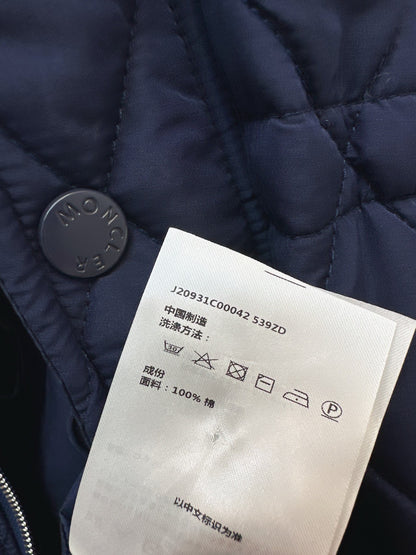 MONCLER
J20931C00042 539ZD
中国制造
洗涤方法：
30
P
成份
面料：100% 棉
以中文标识为准